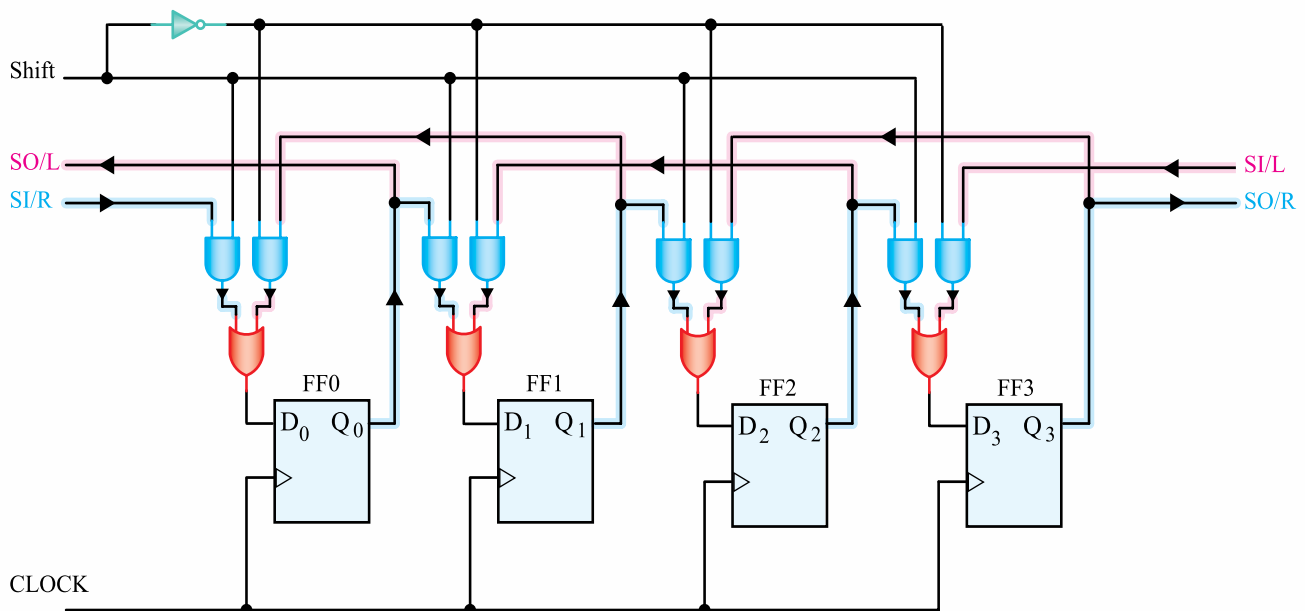 Shift
SO/L
SI/L
SI/R
SO/R
FF0
FF1
FF2
FF3
D0 Q0
D1 Q1
D2 Q2
D3 Q3
CLOCK